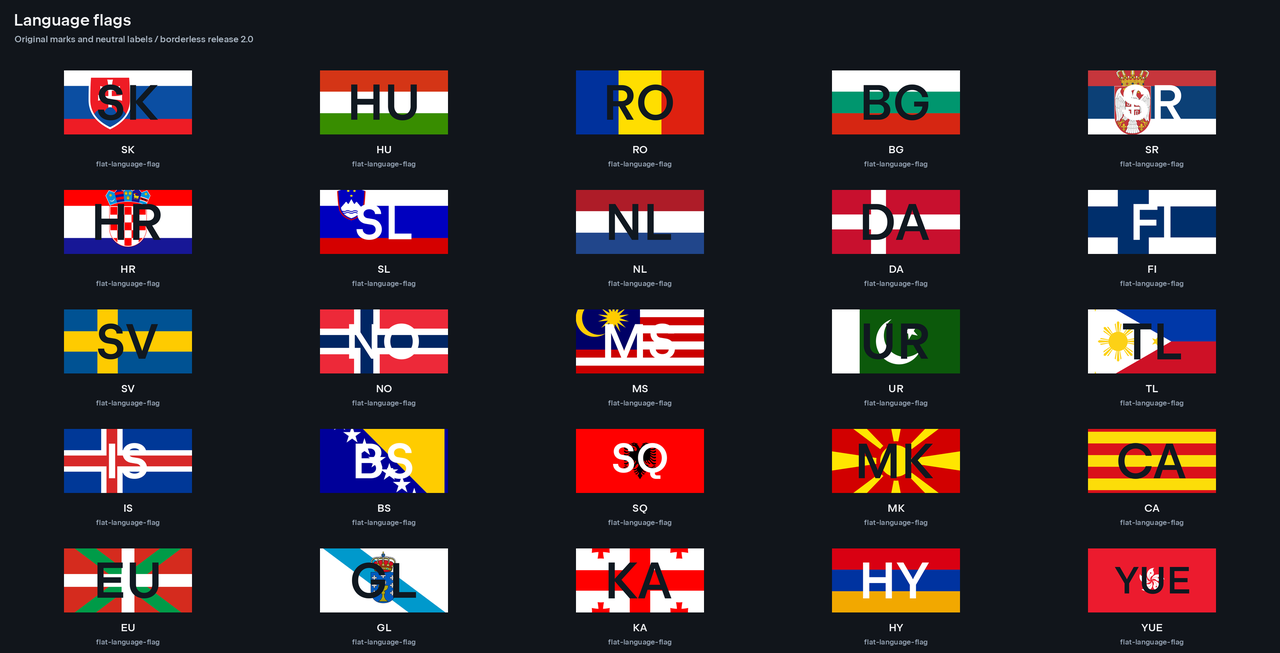 Language flags
Original marks and neutral labels / borderless release 2.0
SK HU RO BG SR
SK HU RO BG SR
flat-language-flag flat-language-flag flat-language-flag flat-language-flag flat-language-flag
HR SL NL DA FI
HR SL NL DA FI
flat-language-flag flat-language-flag flat-language-flag flat-language-flag flat-language-flag
SV NO MS UR TL
SV NO MS UR TL
flat-language-flag flat-language-flag flat-language-flag flat-language-flag flat-language-flag
IS BS SQ MK CA
IS BS SQ MK CA
flat-language-flag flat-language-flag flat-language-flag flat-language-flag flat-language-flag
EU GL KA HY YUE
EU GL KA HY YUE
flat-language-flag flat-language-flag flat-language-flag flat-language-flag flat-language-flag